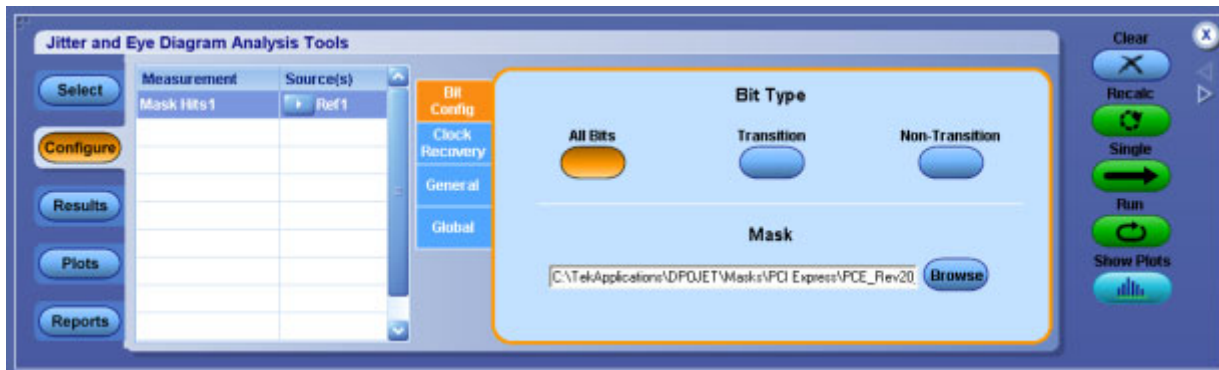 Jitter and Eye Diagram Analysis Tools
Select
Configure
Results
Plots
Reports
Measurement Source(s)
Mask Hits1 Ref1
Bit Config
Clock Recovery
General
Global
Bit Type
All Bits Transition Non-Transition
Mask
C:\TekApplications\DPOJET\Masks\PCI Express\PCE_Rev20
Browse
Clear
X
Recalc
Single
Run
Show Plots